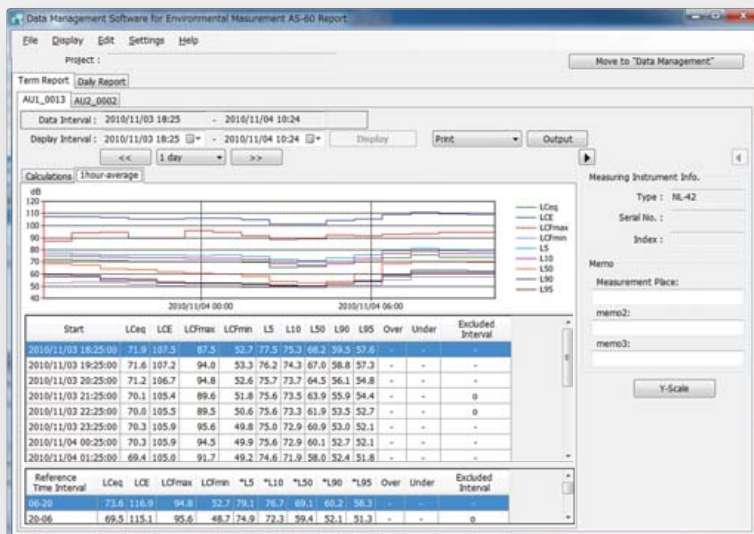 Data Management Software for Environmental Masurement AS-60 Report
File Display Edit Settings Help
Project :
Move to "Data Management"
Term Report Daily Report
AU1_0013 AU2_0002
Data Interval : 2010/11/03 18:25 - 2010/11/04 10:24
Display Interval : 2010/11/03 18:25 - 2010/11/04 10:24 Display Print Output
<< 1 day >>
Calculations 1hour-average
Measuring Instrument Info.
Type : NL-42
Serial No. :
Index :
Memo
Measurement Place:
memo2:
memo3:
Y-Scale
dB
120
110
100
90
80
70
60
50
40
2010/11/04 00:00 2010/11/04 06:00
LCeq
LCE
LCFmax
LCFmin
L5
L10
L50
L90
L95
Start LCeq LCE LCFmax LCFmin L5 L10 L50 L90 L95 Over Under Excluded Interval
2010/11/03 18:25:00 71.9 107.5 87.5 52.7 77.5 75.3 68.2 59.5 57.6 - - -
2010/11/03 19:25:00 71.6 107.2 94.0 53.3 76.2 74.3 67.0 58.8 57.3 - - -
2010/11/03 20:25:00 71.2 106.7 94.8 52.6 75.7 73.7 64.5 56.1 54.8 - - -
2010/11/03 21:25:00 70.1 105.4 89.6 51.8 75.6 73.5 63.9 55.9 54.4 - - o
2010/11/03 22:25:00 70.0 105.5 89.5 50.6 75.6 73.3 61.9 53.5 52.7 - - o
2010/11/03 23:25:00 70.3 105.9 95.6 49.8 75.0 72.9 60.9 53.0 52.1 - - -
2010/11/04 00:25:00 70.3 105.9 94.5 49.9 75.6 72.9 60.1 52.7 52.1 - - -
2010/11/04 01:25:00 69.4 105.0 91.7 49.2 74.6 71.9 58.0 52.4 51.8 - - -
Reference Time Interval LCeq LCE LCFmax LCFmin *L5 *L10 *L50 *L90 *L95 Over Under Excluded Interval
06-20 73.6 116.9 94.8 52.7 79.1 76.7 69.1 60.2 58.3 - - -
20-06 69.5 115.1 95.6 48.7 74.9 72.3 59.4 52.1 51.3 - - o